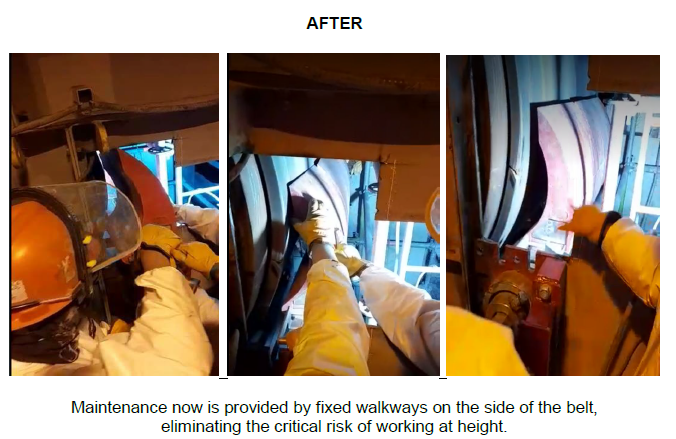 AFTER
Maintenance now is provided by fixed walkways on the side of the belt,
eliminating the critical risk of working at height.